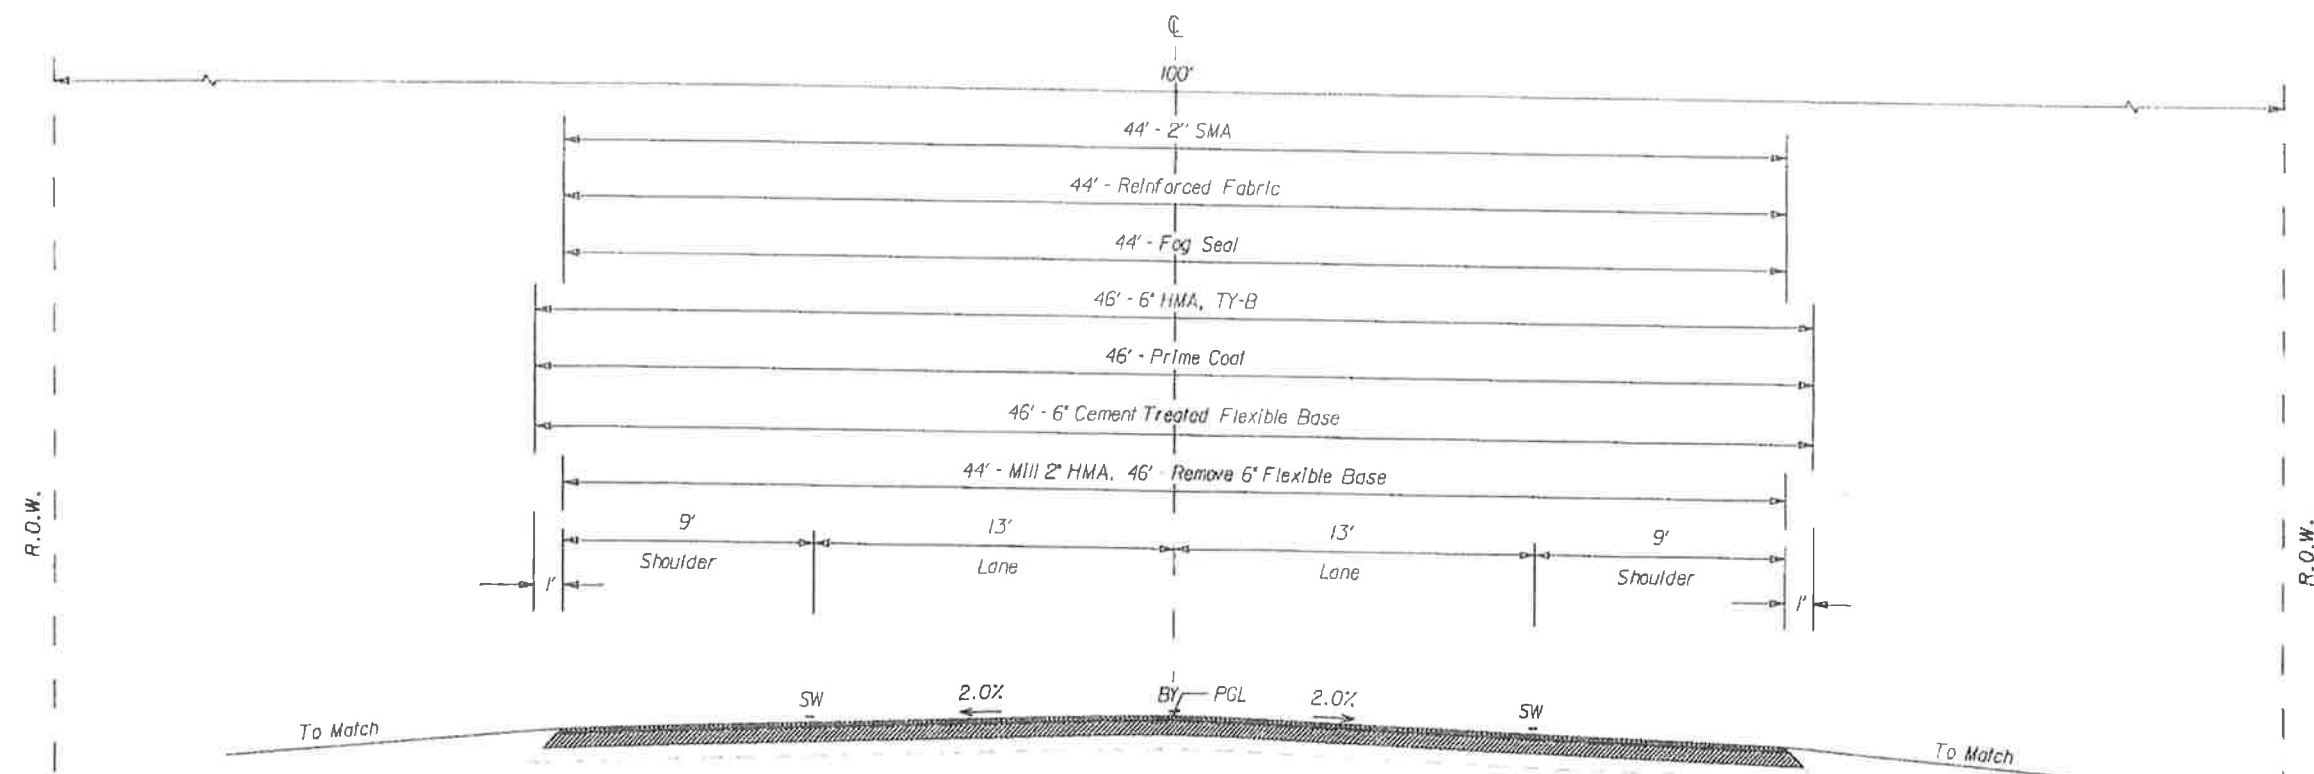 ℄
100'
44' - 2" SMA
44' - Reinforced Fabric
44' - Fog Seal
46' - 6" HMA, TY-B
46' - Prime Coat
46' - 6" Cement Treated Flexible Base
44' - Mill 2" HMA, 46' - Remove 6" Flexible Base
9' 13' 13' 9'
Shoulder Lane Lane Shoulder
1' 1'
R.O.W. R.O.W.
SW 2.0% BY PGL 2.0% SW
To Match To Match